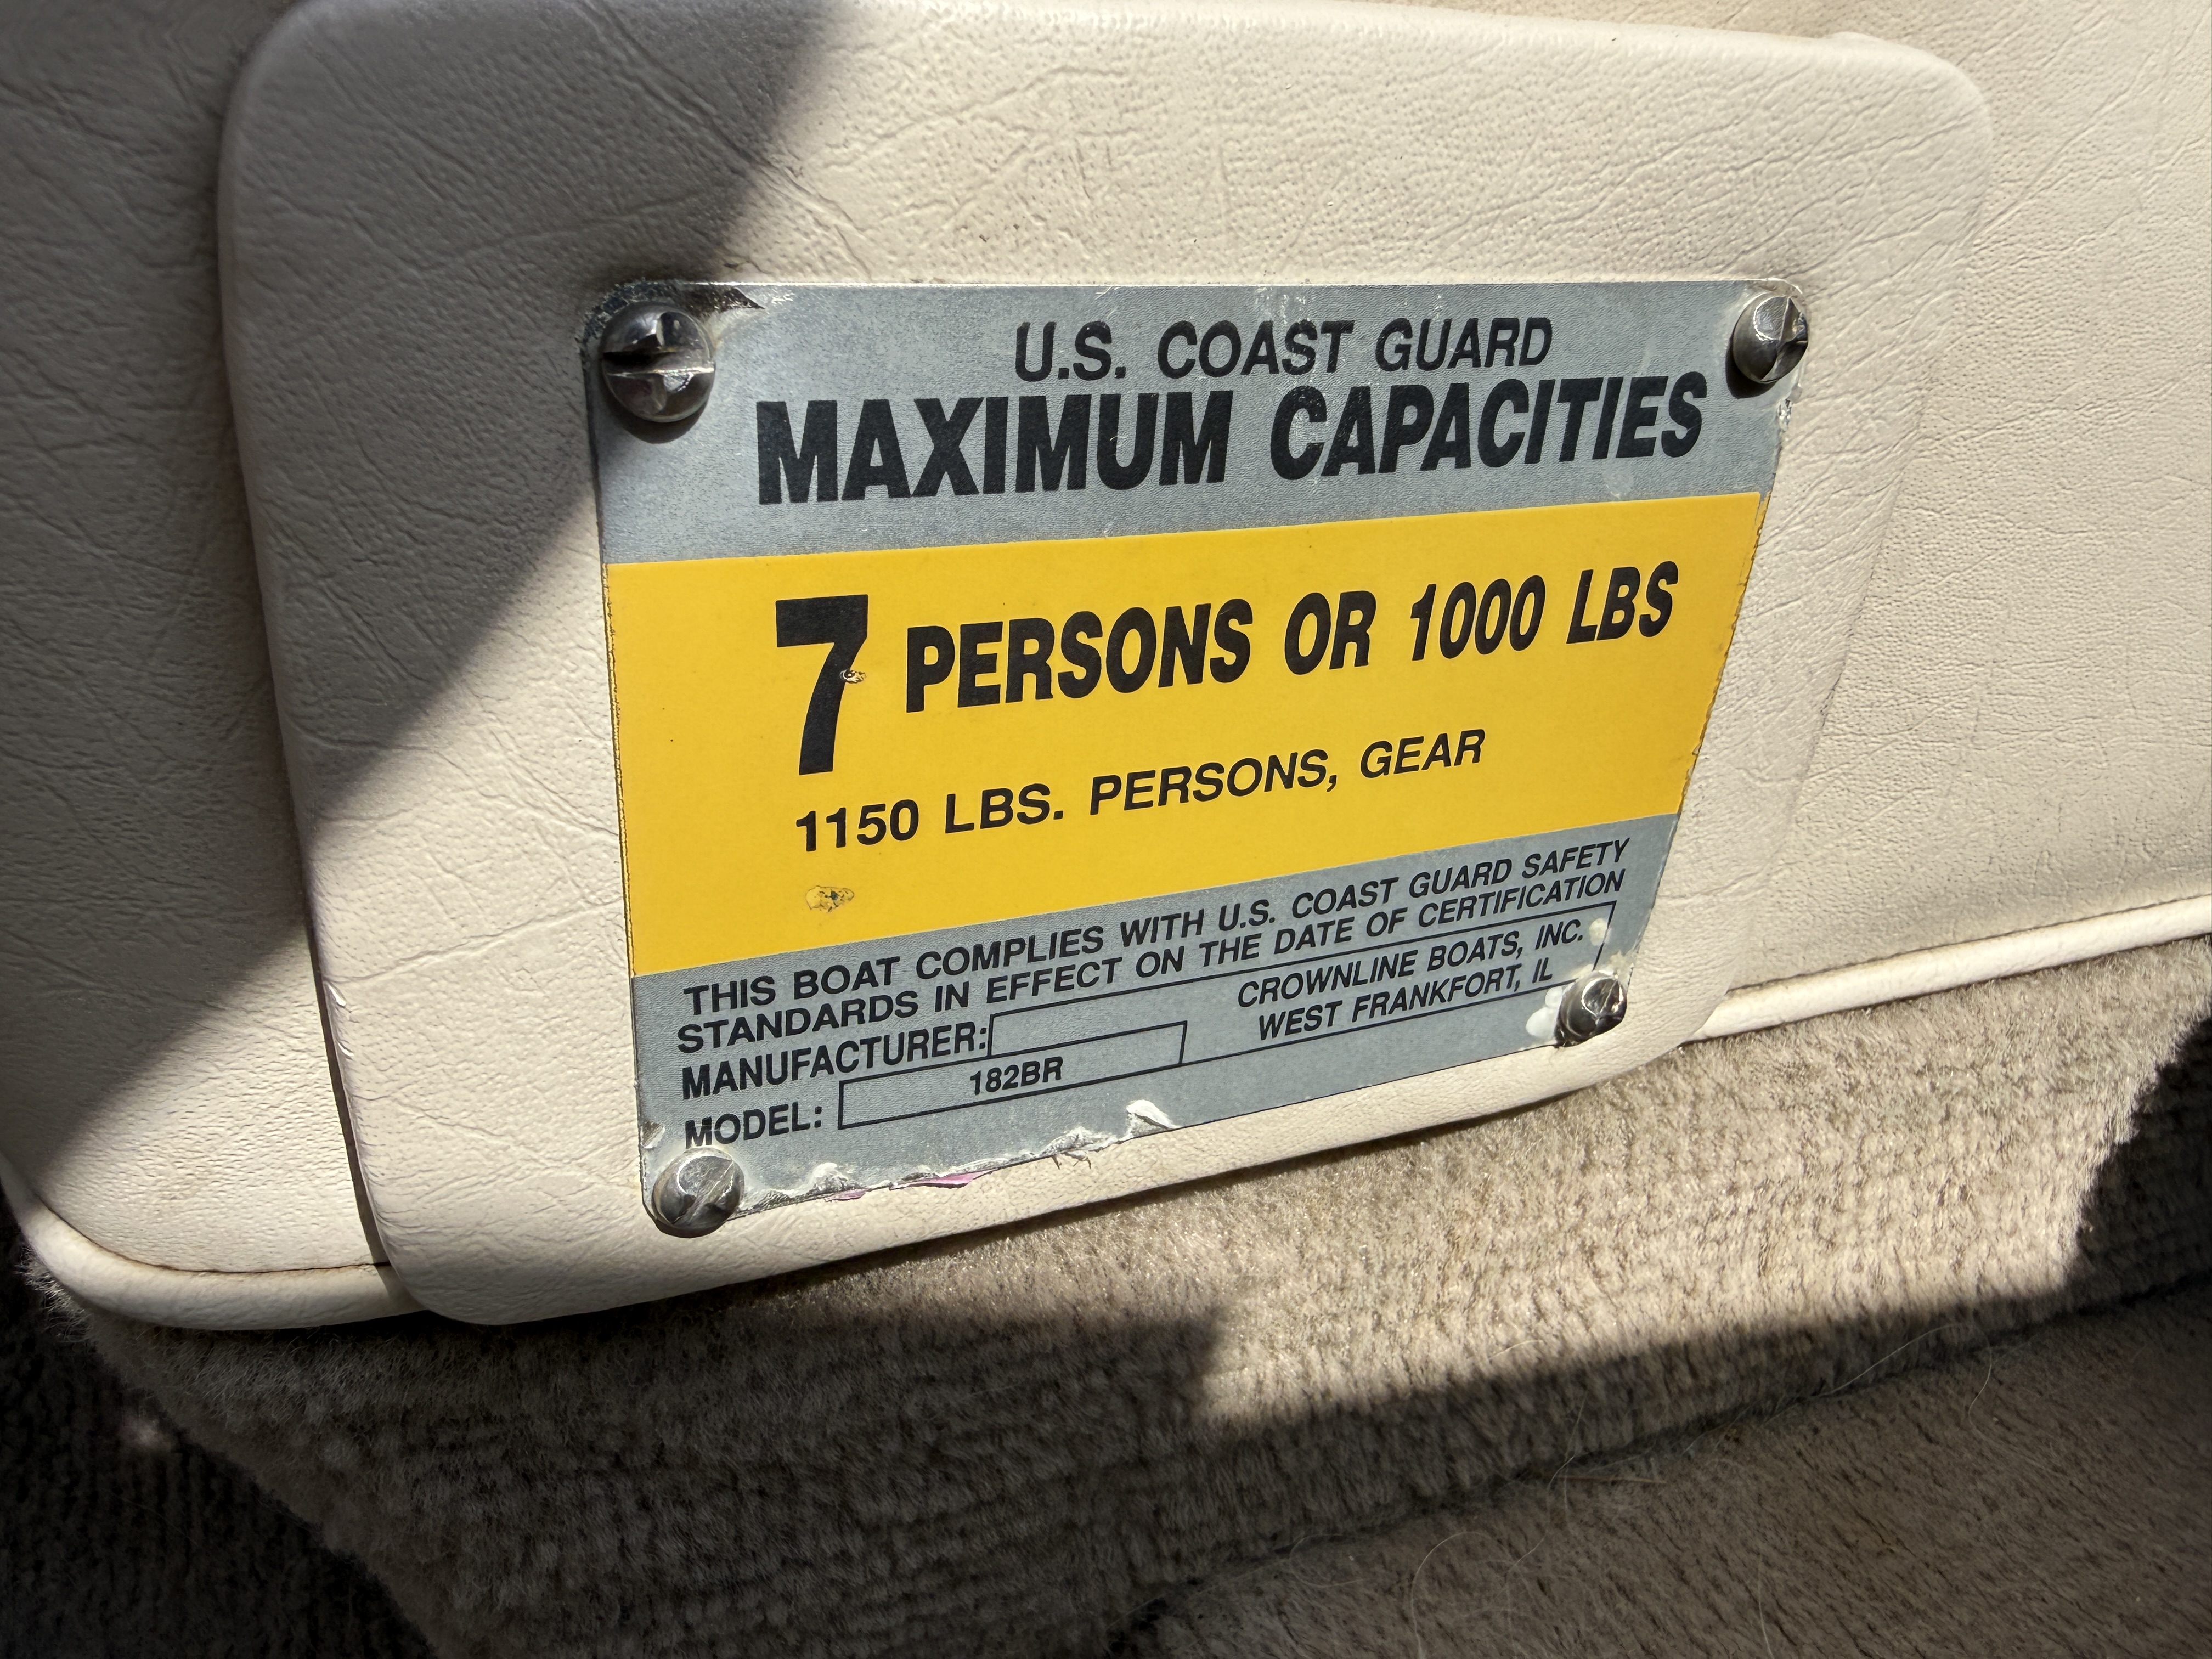 U.S. COAST GUARD
MAXIMUM CAPACITIES
7 PERSONS OR 1000 LBS
1150 LBS. PERSONS, GEAR
THIS BOAT COMPLIES WITH U.S. COAST GUARD SAFETY
STANDARDS IN EFFECT ON THE DATE OF CERTIFICATION
MANUFACTURER: CROWNLINE BOATS, INC.
WEST FRANKFORT, IL
MODEL: 182BR